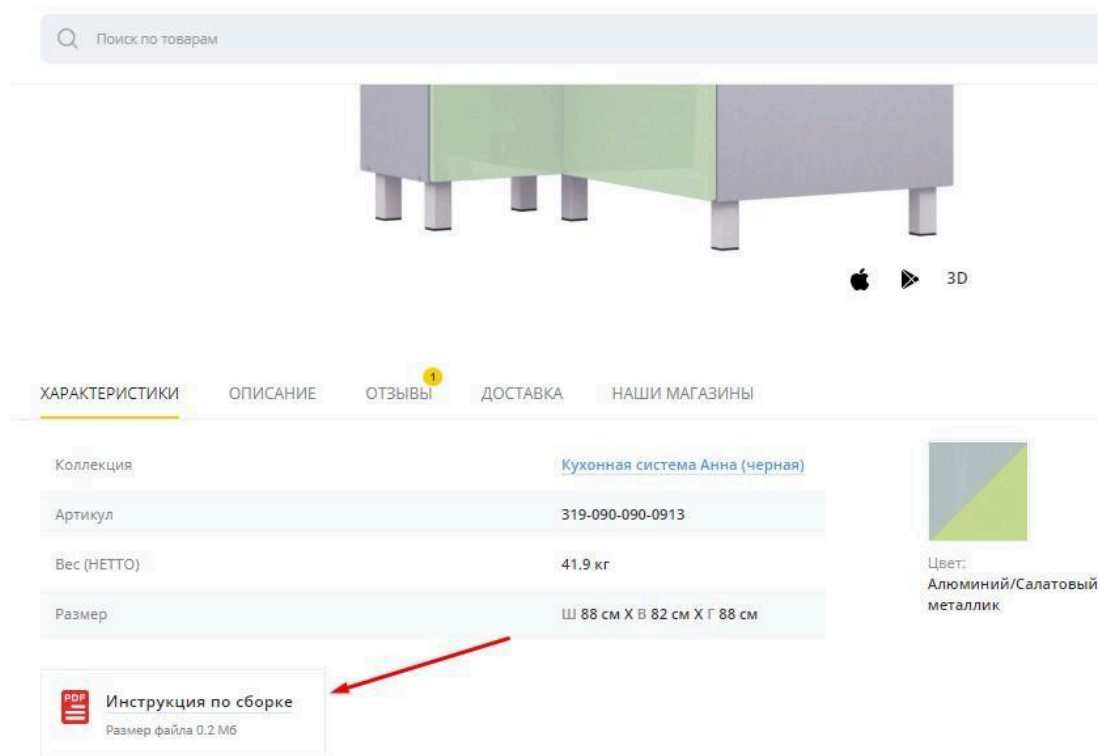 Поиск по товарам
3D
ХАРАКТЕРИСТИКИ ОПИСАНИЕ ОТЗЫВЫ 1 ДОСТАВКА НАШИ МАГАЗИНЫ
Коллекция Кухонная система Анна (черная)
Артикул 319-090-090-0913
Вес (НЕТТО) 41.9 кг
Размер Ш 88 см X В 82 см X Г 88 см
Цвет:
Алюминий/Салатовый
металлик
PDF
Инструкция по сборке
Размер файла 0.2 Мб